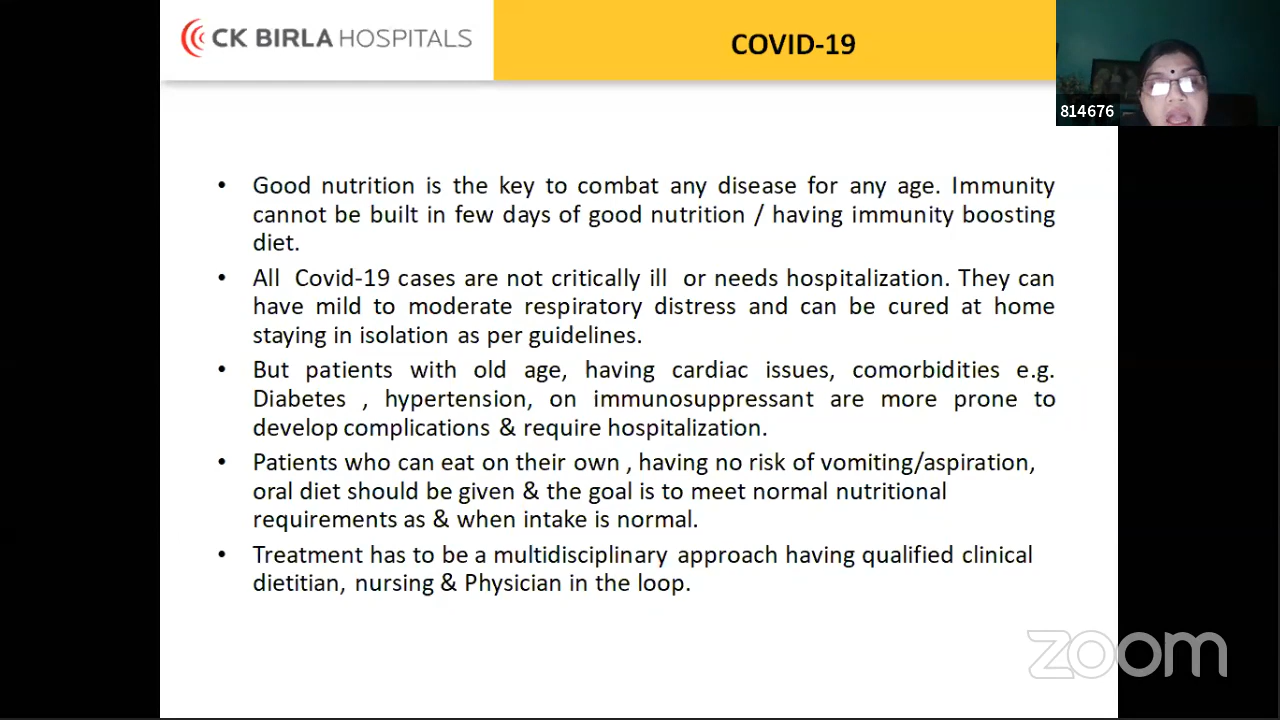 CK BIRLA HOSPITALS
COVID-19
814676
• Good nutrition is the key to combat any disease for any age. Immunity
cannot be built in few days of good nutrition / having immunity boosting
diet.
• All Covid-19 cases are not critically ill or needs hospitalization. They can
have mild to moderate respiratory distress and can be cured at home
staying in isolation as per guidelines.
• But patients with old age, having cardiac issues, comorbidities e.g.
Diabetes , hypertension, on immunosuppressant are more prone to
develop complications & require hospitalization.
• Patients who can eat on their own , having no risk of vomiting/aspiration,
oral diet should be given & the goal is to meet normal nutritional
requirements as & when intake is normal.
• Treatment has to be a multidisciplinary approach having qualified clinical
dietitian, nursing & Physician in the loop.
zoom